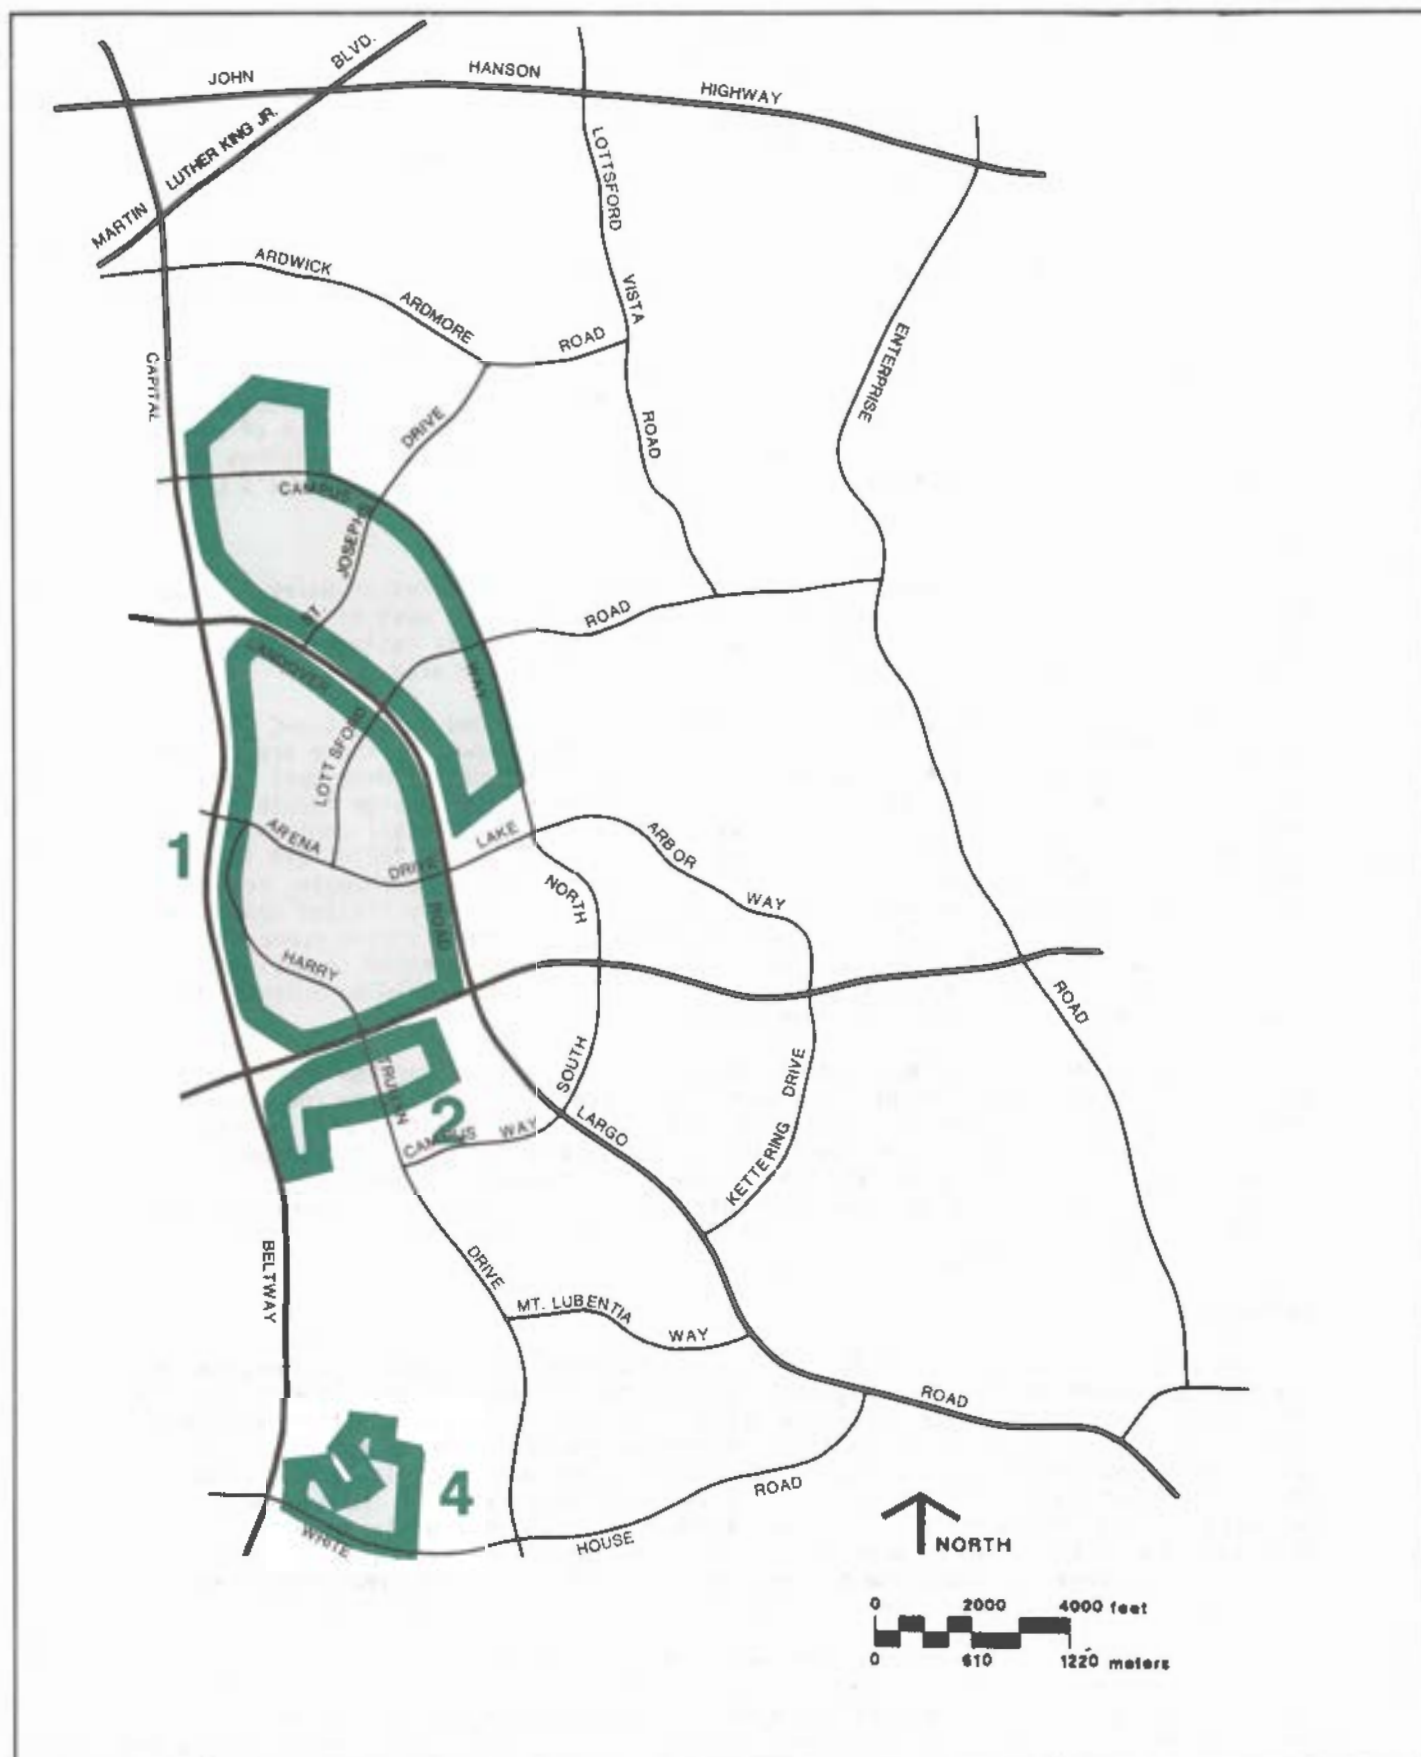 JOHN
HANSON
HIGHWAY
BLVD.
LUTHER KING JR.
MARTIN
LOTTSFORD
VISTA
ROAD
ARDWICK
ARDMORE
ROAD
ENTERPRISE
CAPITAL
DRIVE
CAMPUS
JOSEPHS
ST.
ROAD
LANDOVER
WAY
LOTTSFORD
ARENA
DRIVE
LAKE
ARBOR
WAY
1
NORTH
ROAD
HARRY
ROAD
SOUTH
DRIVE
TRUMAN
2
CAMPUS WAY
LARGO
KETTERING
BELTWAY
DRIVE
MT. LUBENTIA
WAY
ROAD
4
ROAD
WHITE
HOUSE
NORTH
0 2000 4000 feet
0 610 1220 meters